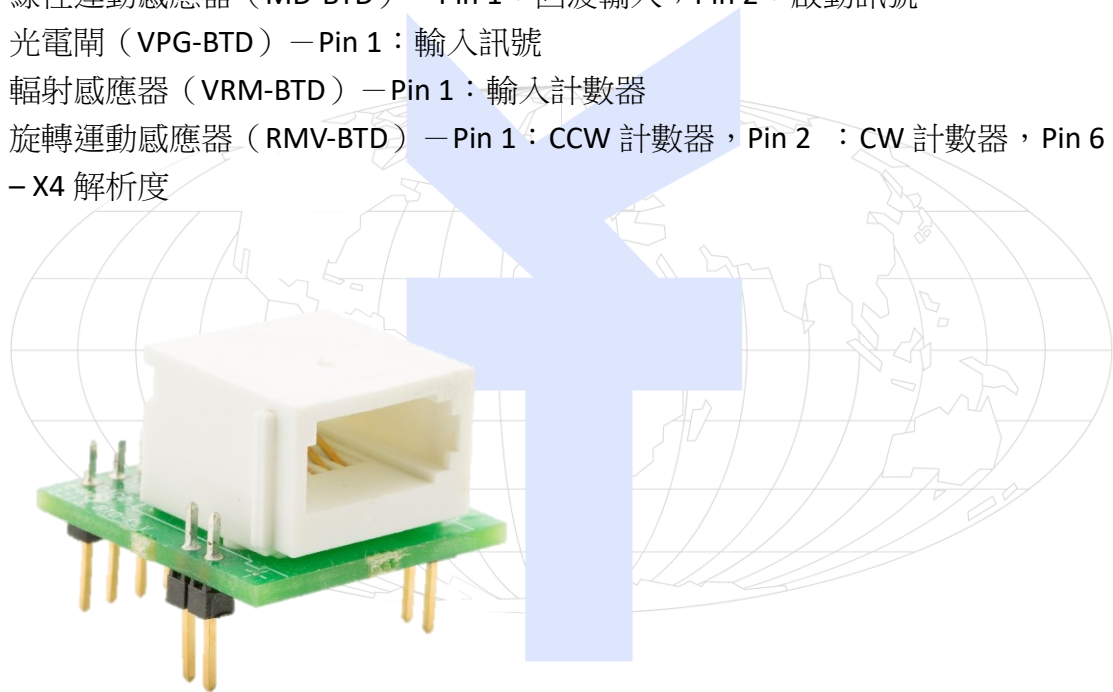 線性運動感應器（MD-BTD）－Pin 1：回波輸入，Pin 2：啟動訊號
光電閘（VPG-BTD）－Pin 1：輸入訊號
輻射感應器（VRM-BTD）－Pin 1：輸入計數器
旋轉運動感應器（RMV-BTD）－Pin 1：CCW 計數器，Pin 2 ：CW 計數器，Pin 6
– X4 解析度